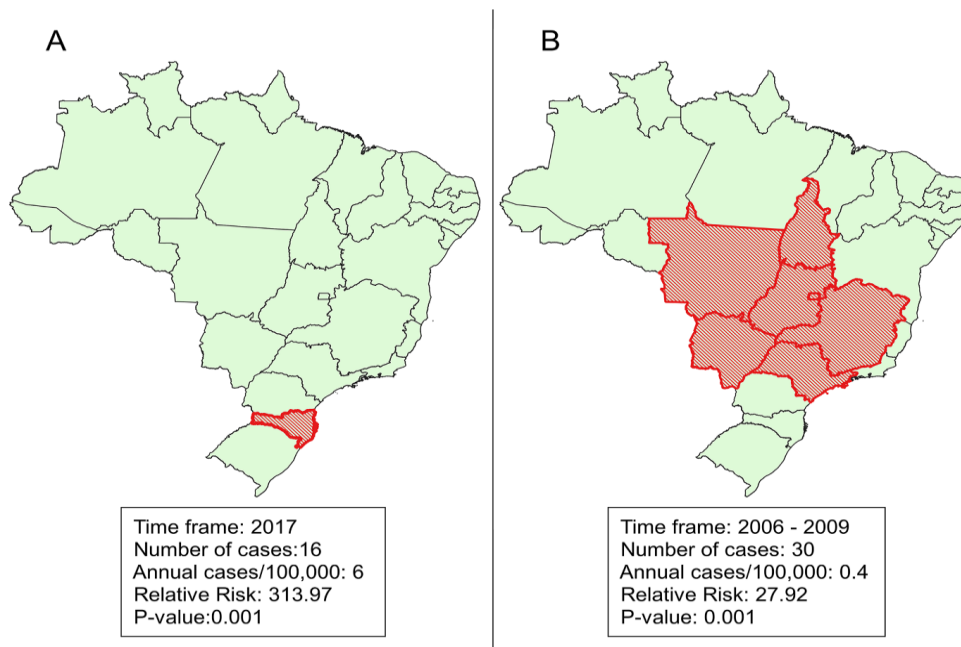 A
Time frame: 2017
Number of cases:16
Annual cases/100,000: 6
Relative Risk: 313.97
P-value:0.001
B
Time frame: 2006 - 2009
Number of cases: 30
Annual cases/100,000: 0.4
Relative Risk: 27.92
P-value: 0.001